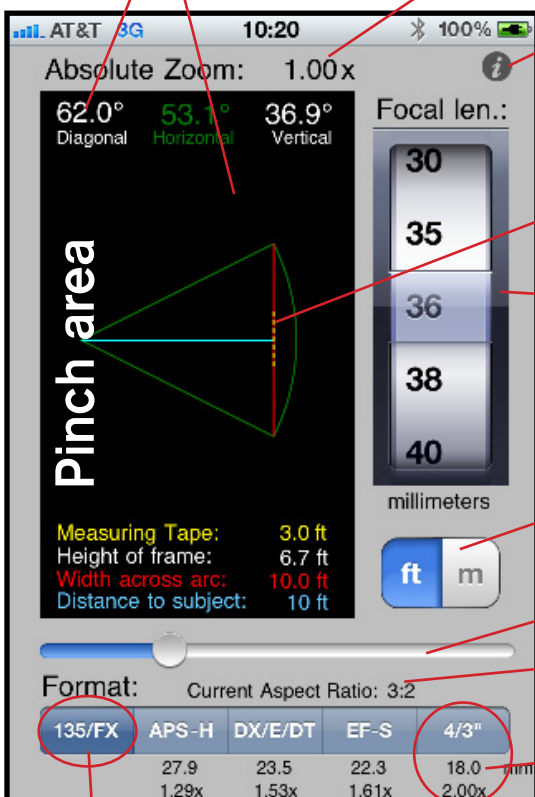 AT&T 3G 10:20 100%
Absolute Zoom: 1.00x
i
62.0° 53.1° 36.9°
Diagonal Horizontal Vertical
Focal len.:
30
35
36
38
40
millimeters
Pinch area
Measuring Tape: 3.0 ft
Height of frame: 6.7 ft
Width across arc: 10.0 ft
Distance to subject: 10 ft
ft m
Format: Current Aspect Ratio: 3:2
135/FX APS-H DX/E/DT EF-S 4/3"
27.9 23.5 22.3 18.0 mm
1.29x 1.53x 1.61x 2.00x